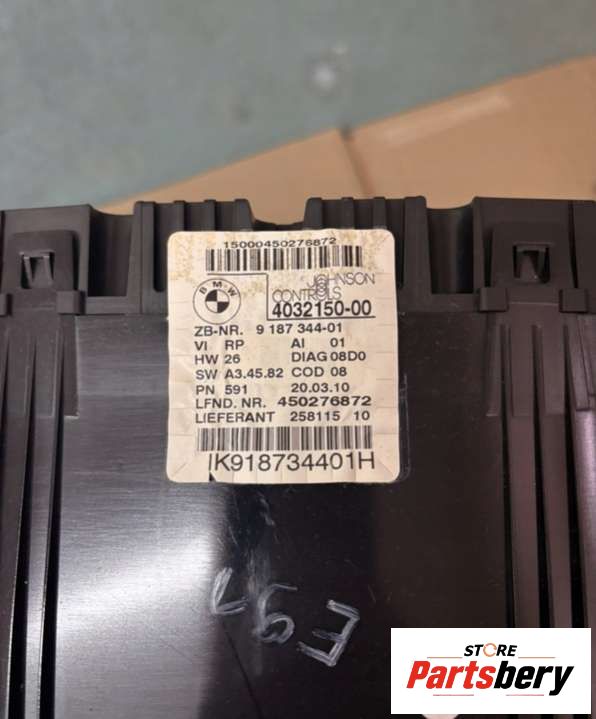 15000450276872
BMW
JOHNSON
CONTROLS
4032150-00
ZB-NR. 9 187 344-01
VI RP AI 01
HW 26 DIAG 08D0
SW A3.45.82 COD 08
PN 591 20.03.10
LFND. NR. 450276872
LIEFERANT 258115 10
IK918734401H
E92
STORE
Partsbery